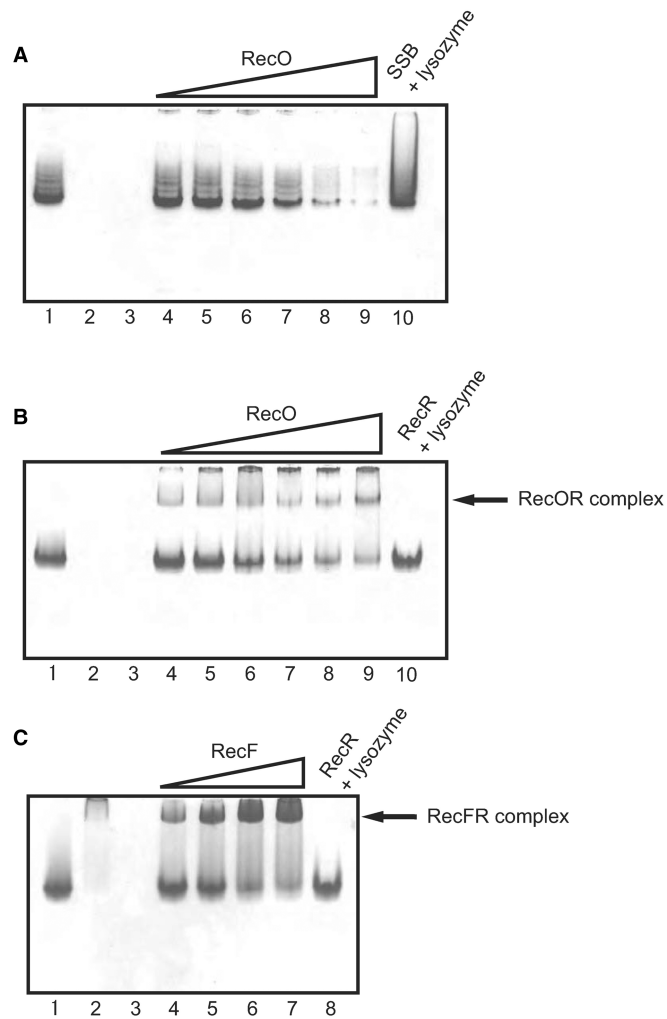 A
RecO
SSB
+ lysozyme
1 2 3 4 5 6 7 8 9 10
B
RecO
RecR
+ lysozyme
RecOR complex
1 2 3 4 5 6 7 8 9 10
C
RecF
RecR
+ lysozyme
RecFR complex
1 2 3 4 5 6 7 8